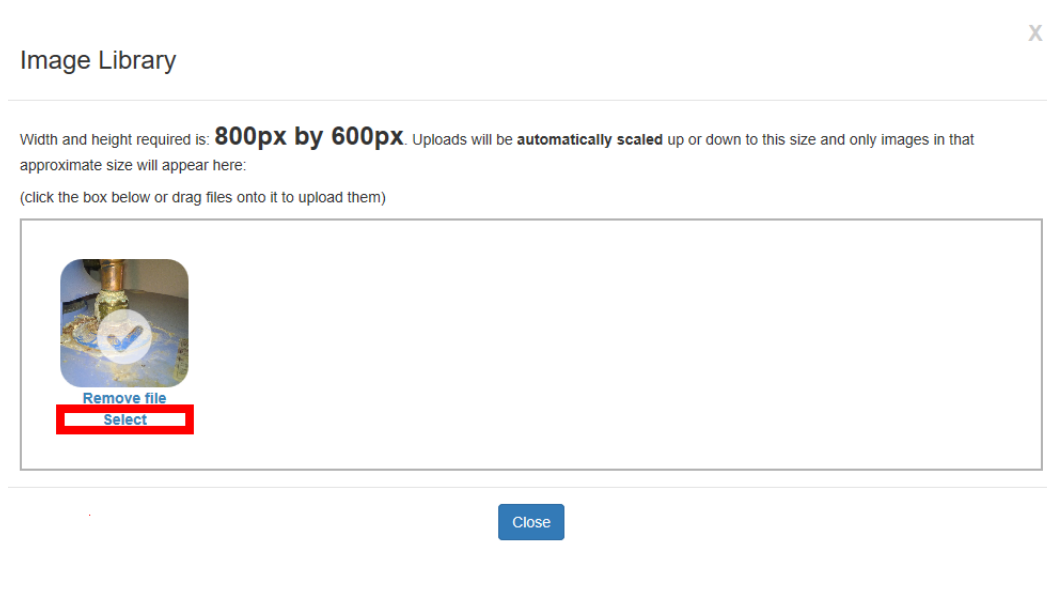 X
Image Library
Width and height required is: 800px by 600px. Uploads will be automatically scaled up or down to this size and only images in that
approximate size will appear here:
(click the box below or drag files onto it to upload them)
Remove file
Select
Close